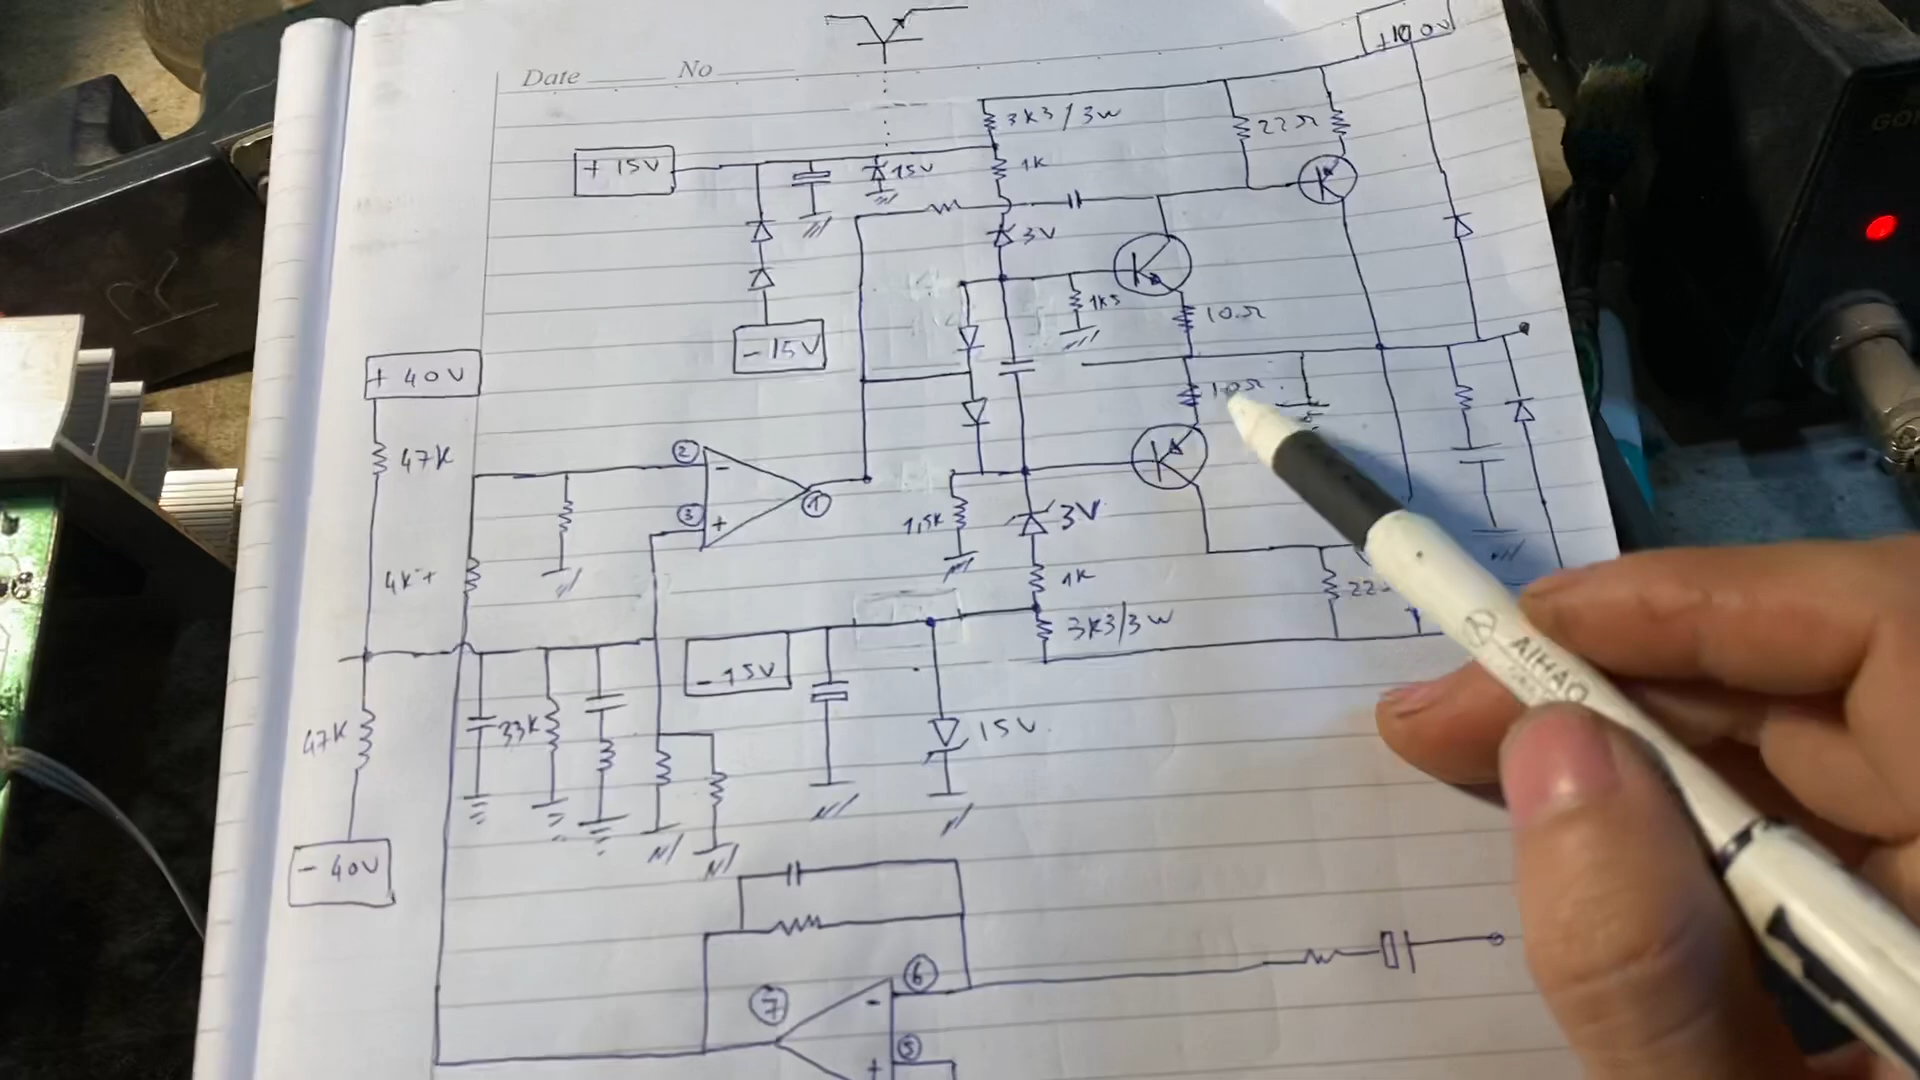 Date No
+100V
3K3/3W
22Ω
+15V
15V
1K
3V
1K5
10Ω
-15V
+40V
10Ω
2
47K
3
1
1,5K
3V
4K7
1K
22
3K3/3W
-15V
47K
33K
15V
-40V
6
7
5
AIHAO